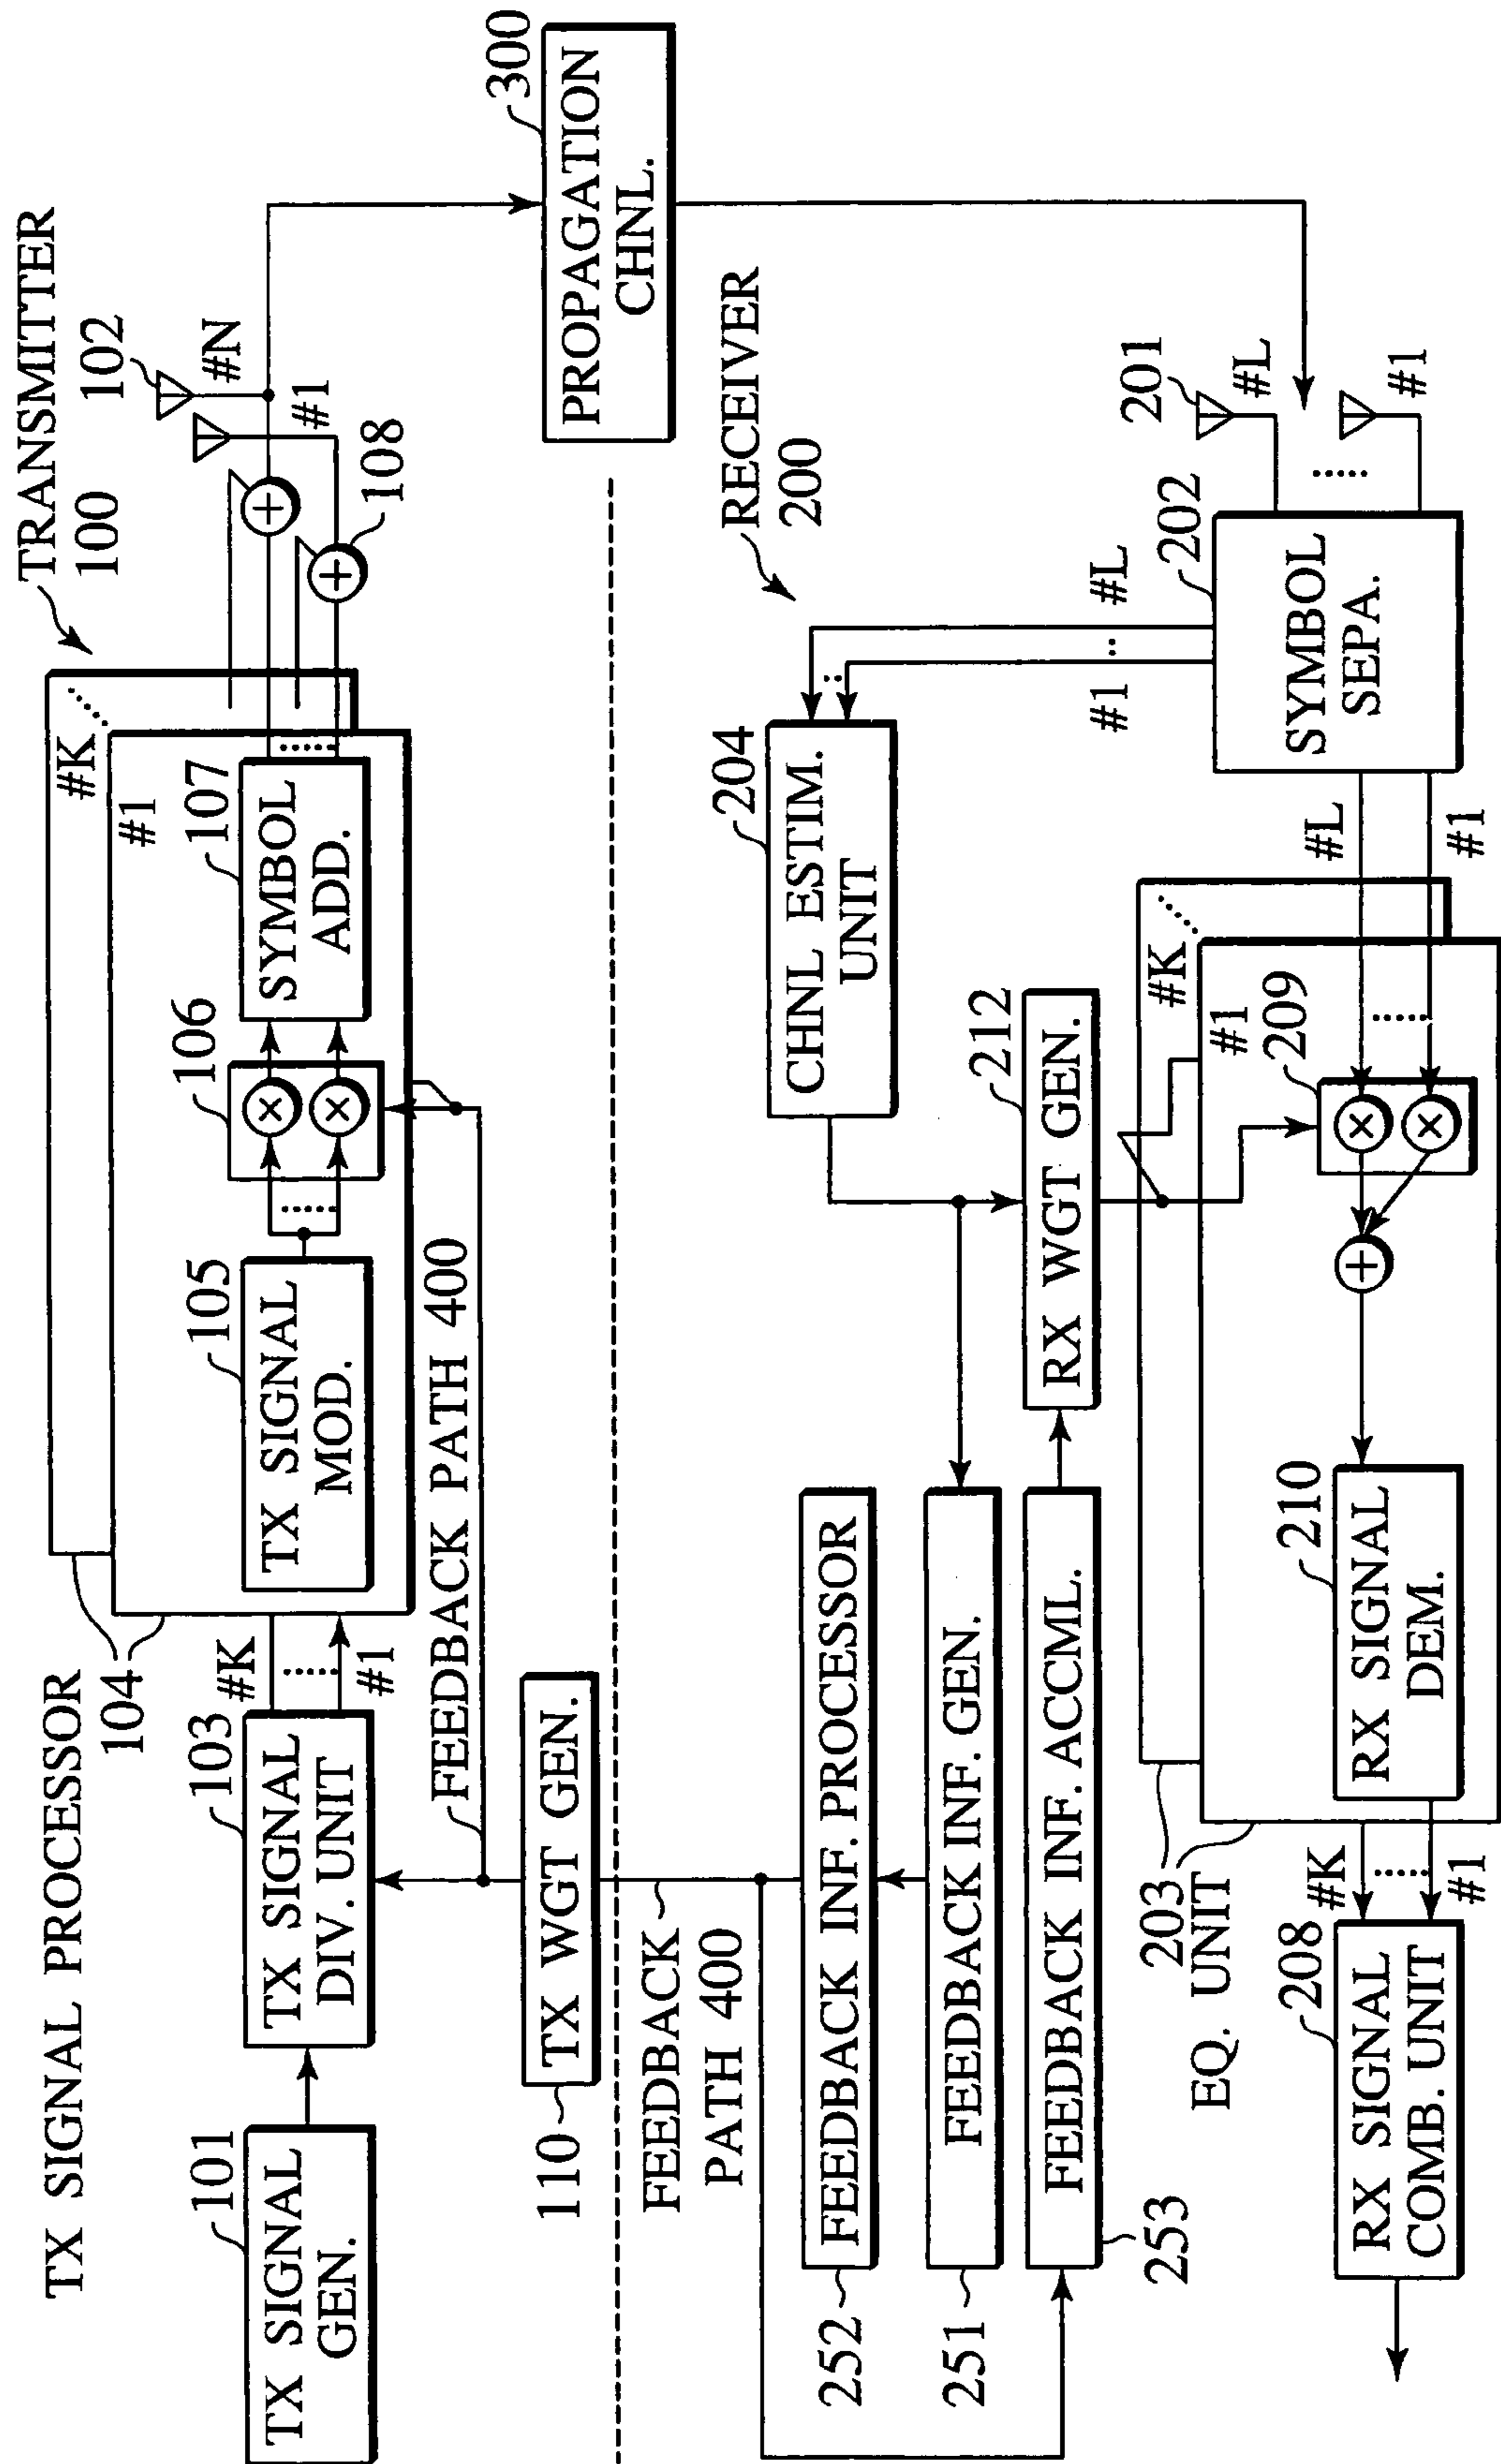 TRANSMITTER
100
TX SIGNAL PROCESSOR
104
#K
#1
101
TX SIGNAL
GEN.
103
TX SIGNAL
DIV. UNIT
#K
#1
105
TX SIGNAL
MOD.
106
107
SYMBOL
ADD.
108
102
#N
#1
110
TX WGT GEN.
FEEDBACK PATH 400
300
PROPAGATION
CHNL.
FEEDBACK
PATH 400
RECEIVER
200
252
FEEDBACK INF. PROCESSOR
251
FEEDBACK INF. GEN.
253
FEEDBACK INF. ACCML.
204
CHNL ESTIM.
UNIT
#1
#L
212
RX WGT GEN.
201
#L
#1
202
SYMBOL
SEPA.
#L
#1
203
EQ. UNIT
#K
#1
209
210
RX SIGNAL
DEM.
#K
#1
208
RX SIGNAL
COMB. UNIT